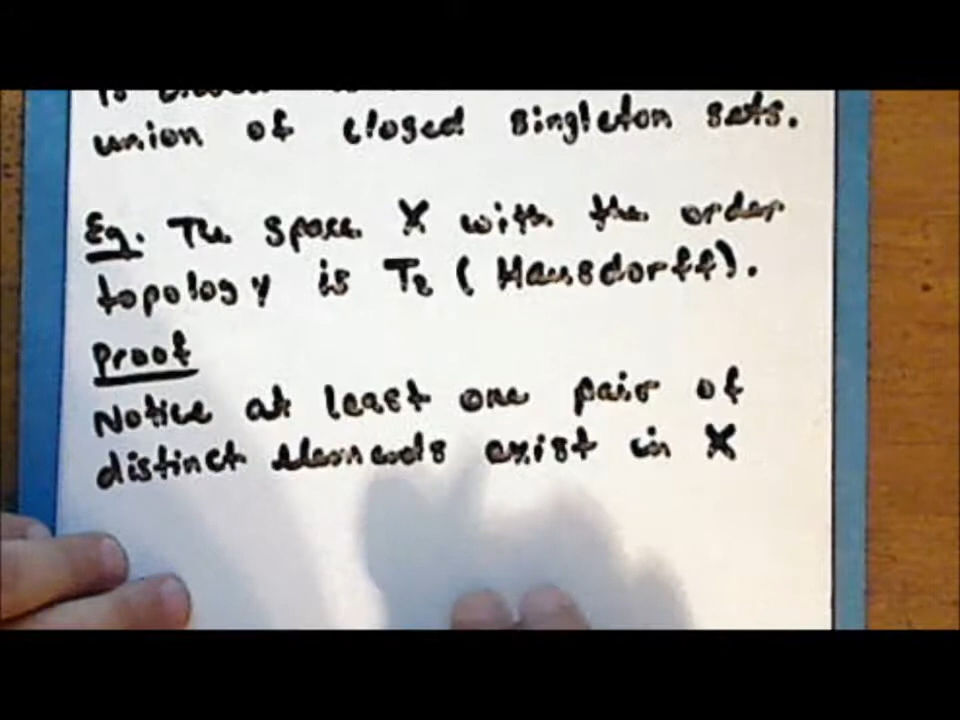 union of closed singleton sets.
Eg. The space X with the order
topology is T2 (Hausdorff).
Proof
Notice at least one pair of
distinct elements exist in X